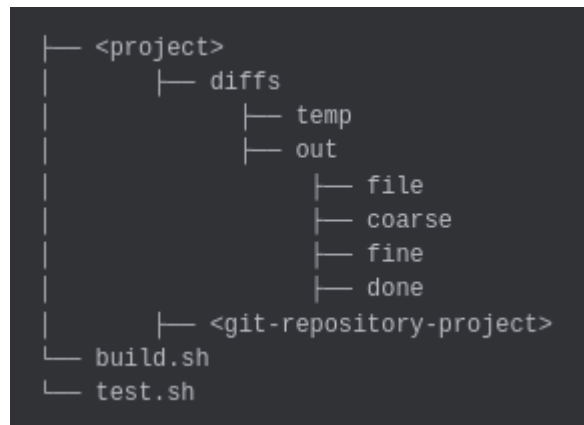 ├── <project>
│       ├── diffs
│            ├── temp
│            ├── out
│                 ├── file
│                 ├── coarse
│                 ├── fine
│                 ├── done
│       ├── <git-repository-project>
└── build.sh
└── test.sh